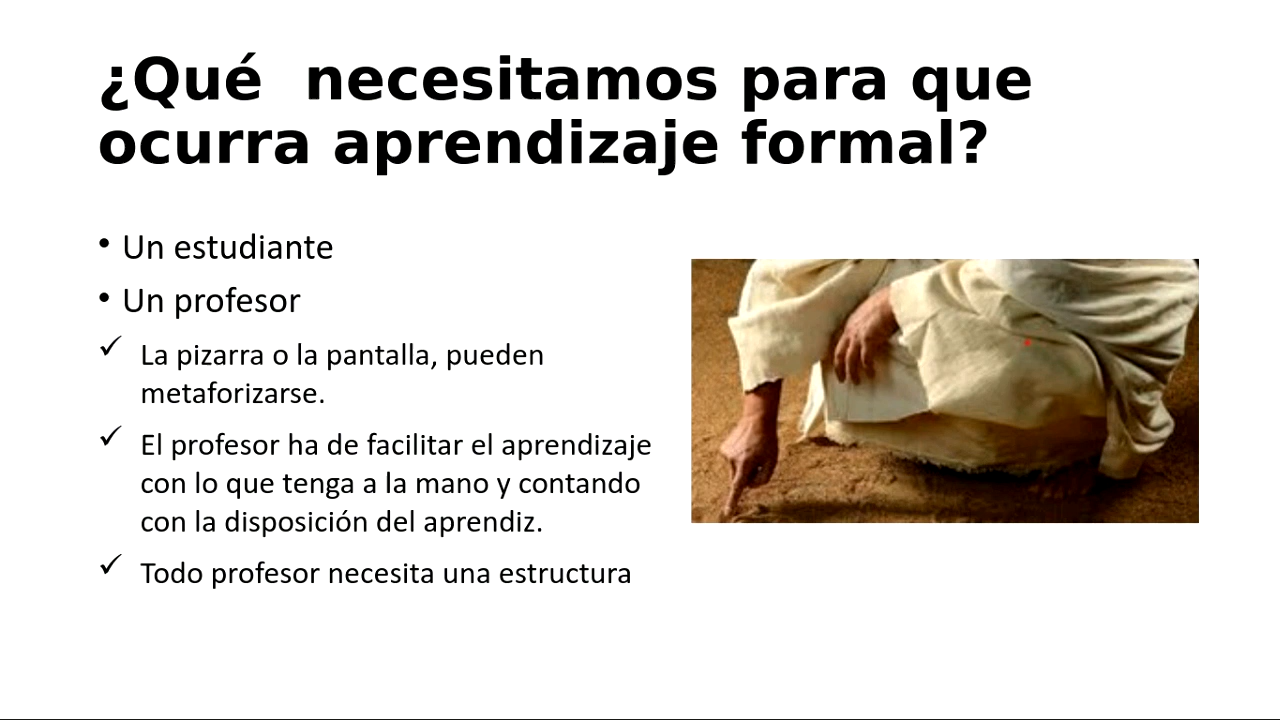 ¿Qué  necesitamos para que
ocurra aprendizaje formal?
• Un estudiante
• Un profesor
✓ La pizarra o la pantalla, pueden
metaforizarse.
✓ El profesor ha de facilitar el aprendizaje
con lo que tenga a la mano y contando
con la disposición del aprendiz.
✓ Todo profesor necesita una estructura